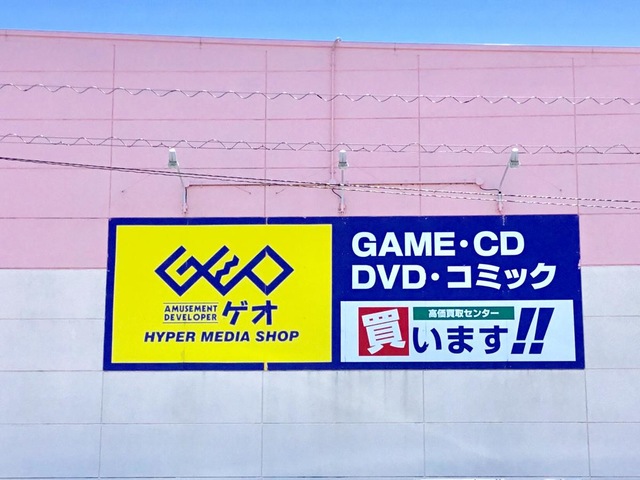 GEO
AMUSEMENT
DEVELOPER
ゲオ
HYPER MEDIA SHOP
GAME・CD
DVD・コミック
高価買取センター
買います!!